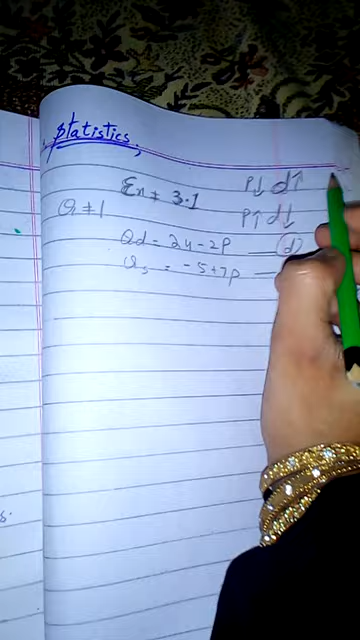 Statistics
Ex # 3.1
P↓ d↑
Q # 1
P↑ d↓
Qd = 24 - 2P
Qs = -5 + 7P